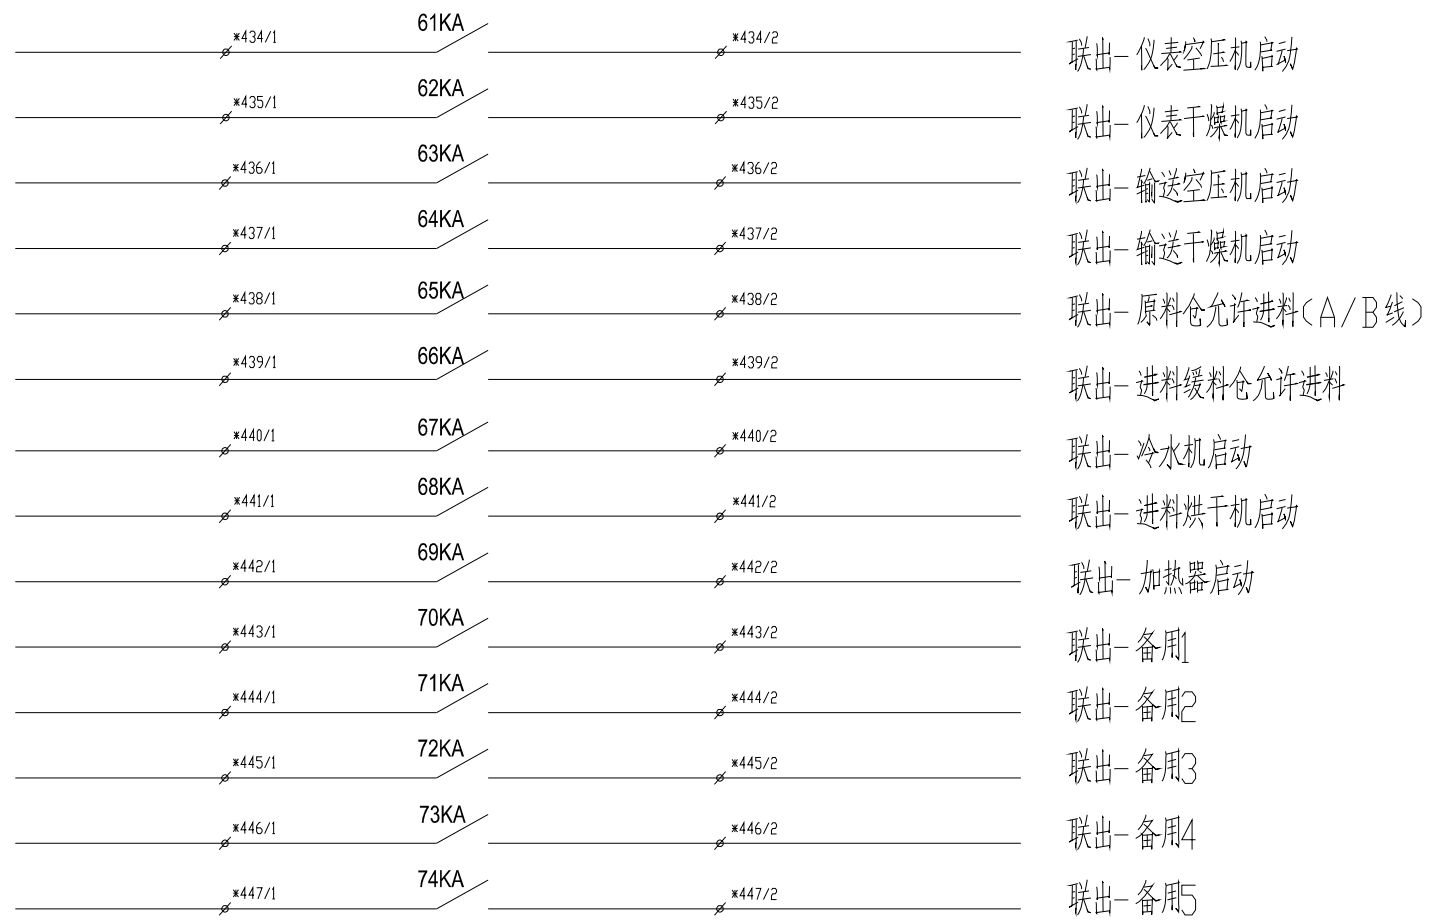 61KA
*434/1 *434/2 联出-仪表空压机启动
62KA
*435/1 *435/2 联出-仪表干燥机启动
63KA
*436/1 *436/2 联出-输送空压机启动
64KA
*437/1 *437/2 联出-输送干燥机启动
65KA
*438/1 *438/2 联出-原料仓允许进料(A/B线)
66KA
*439/1 *439/2 联出-进料缓料仓允许进料
67KA
*440/1 *440/2 联出-冷水机启动
68KA
*441/1 *441/2 联出-进料烘干机启动
69KA
*442/1 *442/2 联出-加热器启动
70KA
*443/1 *443/2 联出-备用1
71KA
*444/1 *444/2 联出-备用2
72KA
*445/1 *445/2 联出-备用3
73KA
*446/1 *446/2 联出-备用4
74KA
*447/1 *447/2 联出-备用5